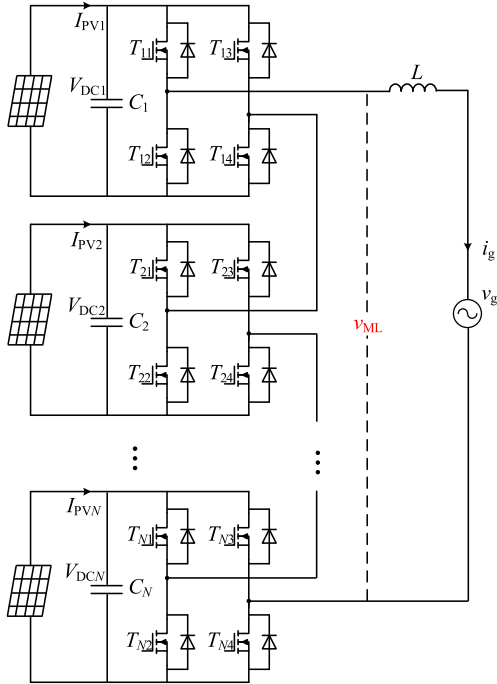 I_PV1
T_11
T_13
V_DC1
C_1
L
T_12
T_14
I_PV2
T_21
T_23
i_g
V_DC2
C_2
v_g
v_ML
T_22
T_24
I_PVN
T_N1
T_N3
V_DCN
C_N
T_N2
T_N4